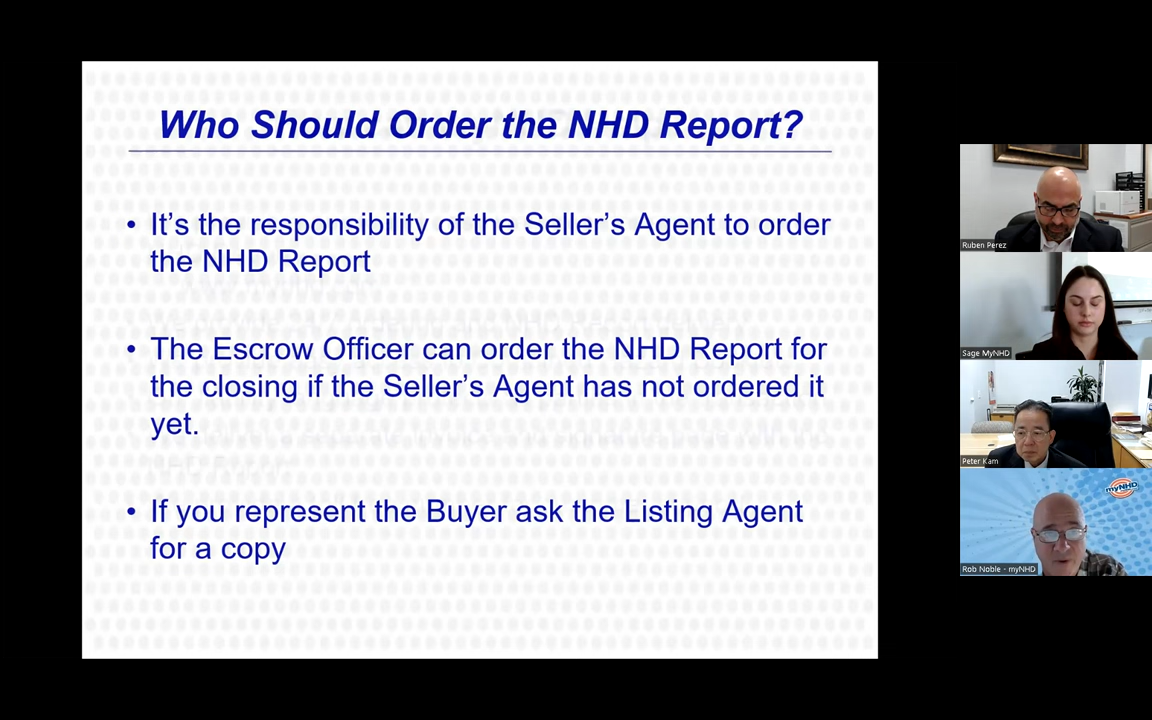 Who Should Order the NHD Report?
• It’s the responsibility of the Seller’s Agent to order
the NHD Report
• The Escrow Officer can order the NHD Report for
the closing if the Seller’s Agent has not ordered it
yet.
• If you represent the Buyer ask the Listing Agent
for a copy
Ruben Perez
Sage MyNHD
Peter Kam
myNHD
Rob Noble - myNHD